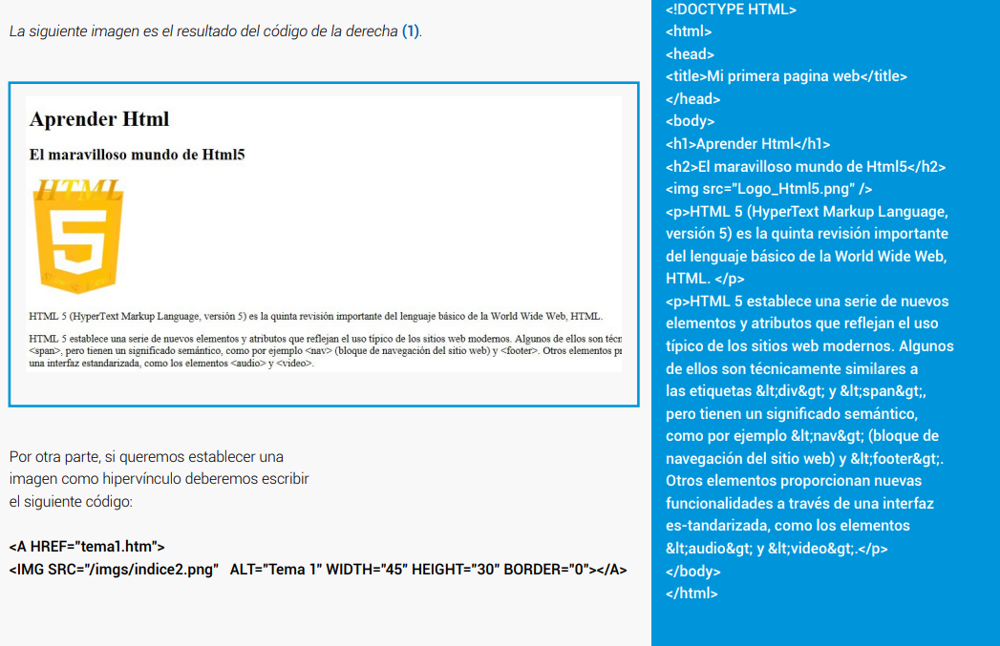 La siguiente imagen es el resultado del código de la derecha (1).
Aprender Html
El maravilloso mundo de Html5
HTML
5
HTML 5 (HyperText Markup Language, versión 5) es la quinta revisión importante del lenguaje básico de la World Wide Web, HTML.
HTML 5 establece una serie de nuevos elementos y atributos que reflejan el uso típico de los sitios web modernos. Algunos de ellos son técn
<span>, pero tienen un significado semántico, como por ejemplo <nav> (bloque de navegación del sitio web) y <footer>. Otros elementos pr
una interfaz estandarizada, como los elementos <audio> y <video>.
Por otra parte, si queremos establecer una
imagen como hipervínculo deberemos escribir
el siguiente código:
<A HREF="tema1.htm">
<IMG SRC="/imgs/indice2.png" ALT="Tema 1" WIDTH="45" HEIGHT="30" BORDER="0"></A>
<!DOCTYPE HTML>
<html>
<head>
<title>Mi primera pagina web</title>
</head>
<body>
<h1>Aprender Html</h1>
<h2>El maravilloso mundo de Html5</h2>
<img src="Logo_Html5.png" />
<p>HTML 5 (HyperText Markup Language,
versión 5) es la quinta revisión importante
del lenguaje básico de la World Wide Web,
HTML. </p>
<p>HTML 5 establece una serie de nuevos
elementos y atributos que reflejan el uso
típico de los sitios web modernos. Algunos
de ellos son técnicamente similares a
las etiquetas &lt;div&gt; y &lt;span&gt;,
pero tienen un significado semántico,
como por ejemplo &lt;nav&gt; (bloque de
navegación del sitio web) y &lt;footer&gt;.
Otros elementos proporcionan nuevas
funcionalidades a través de una interfaz
es-tandarizada, como los elementos
&lt;audio&gt; y &lt;video&gt;.</p>
</body>
</html>